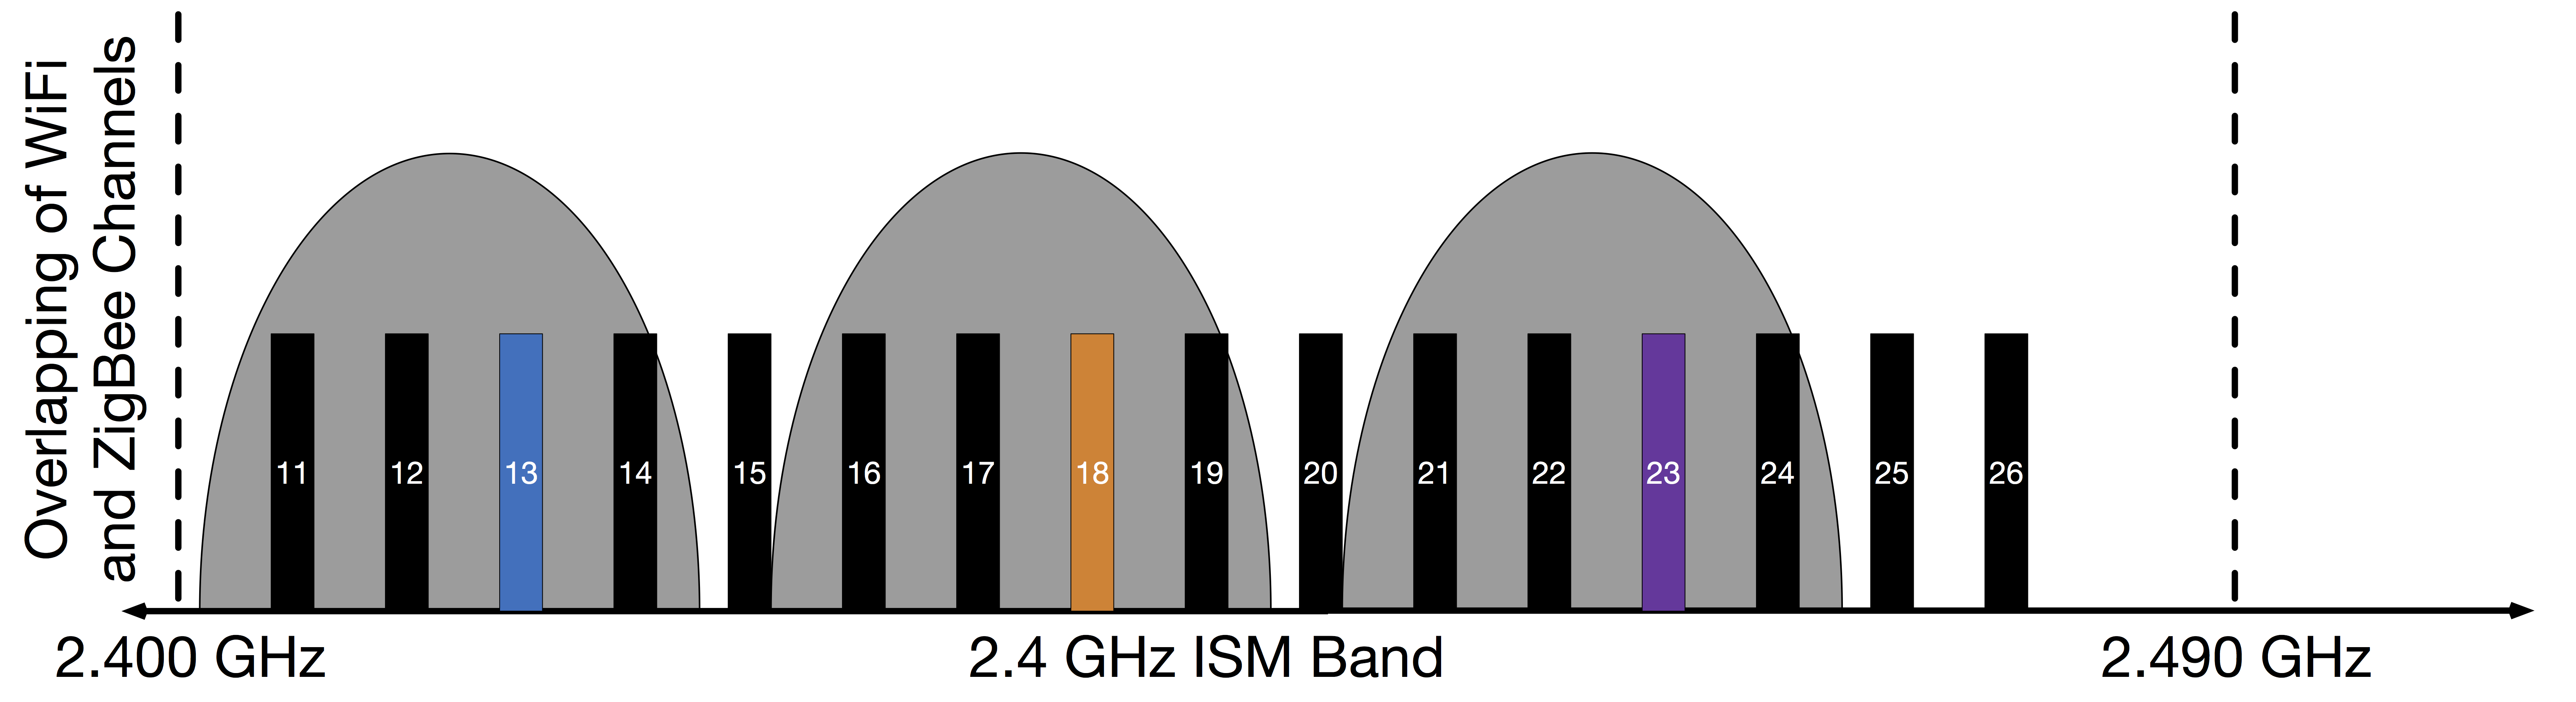 Overlapping of WiFi
and ZigBee Channels
11 12 13 14 15 16 17 18 19 20 21 22 23 24 25 26
2.400 GHz 2.4 GHz ISM Band 2.490 GHz